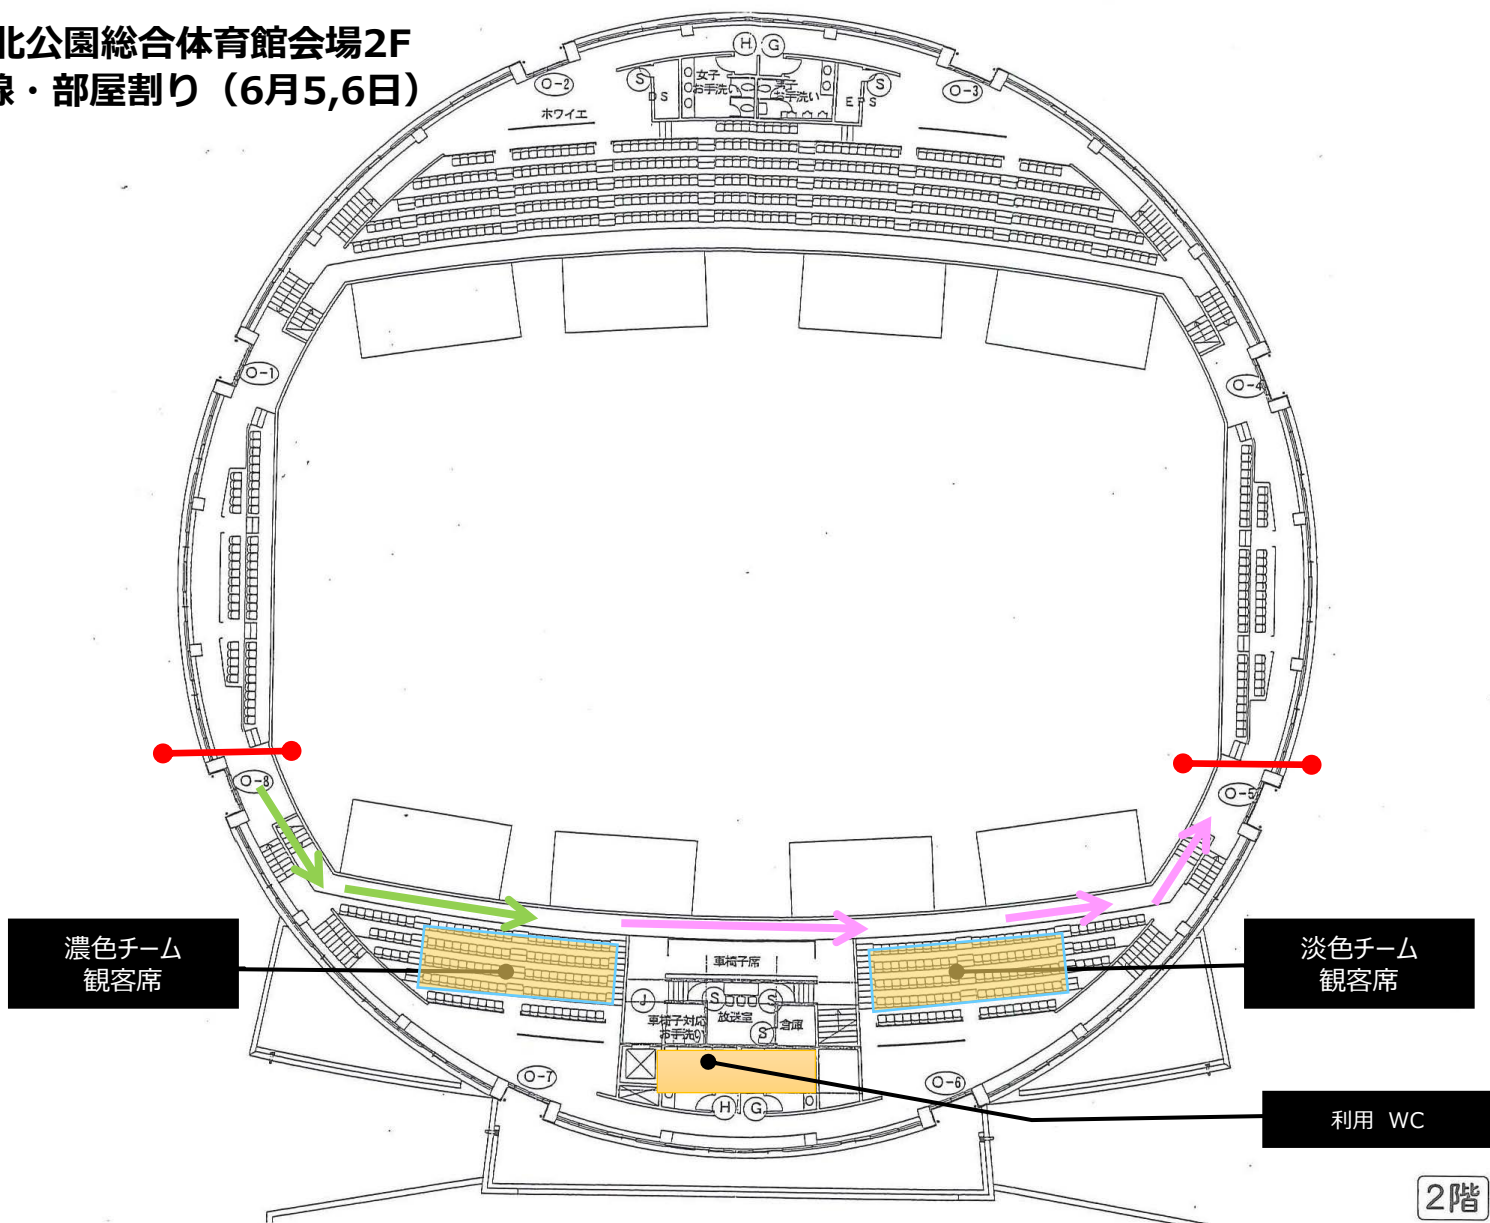 北公園総合体育館会場2F
線・部屋割り（6月5,6日）
H G
O-2
S
DS
女子
お手洗い
男子
お手洗い
EPS
S
O-3
ホワイエ
O-1
O-4
O-8
O-5
濃色チーム
観客席
淡色チーム
観客席
車椅子席
J
S
S
車椅子対応
お手洗い
放送室
S
倉庫
O-7
O-6
H G
利用 WC
2階